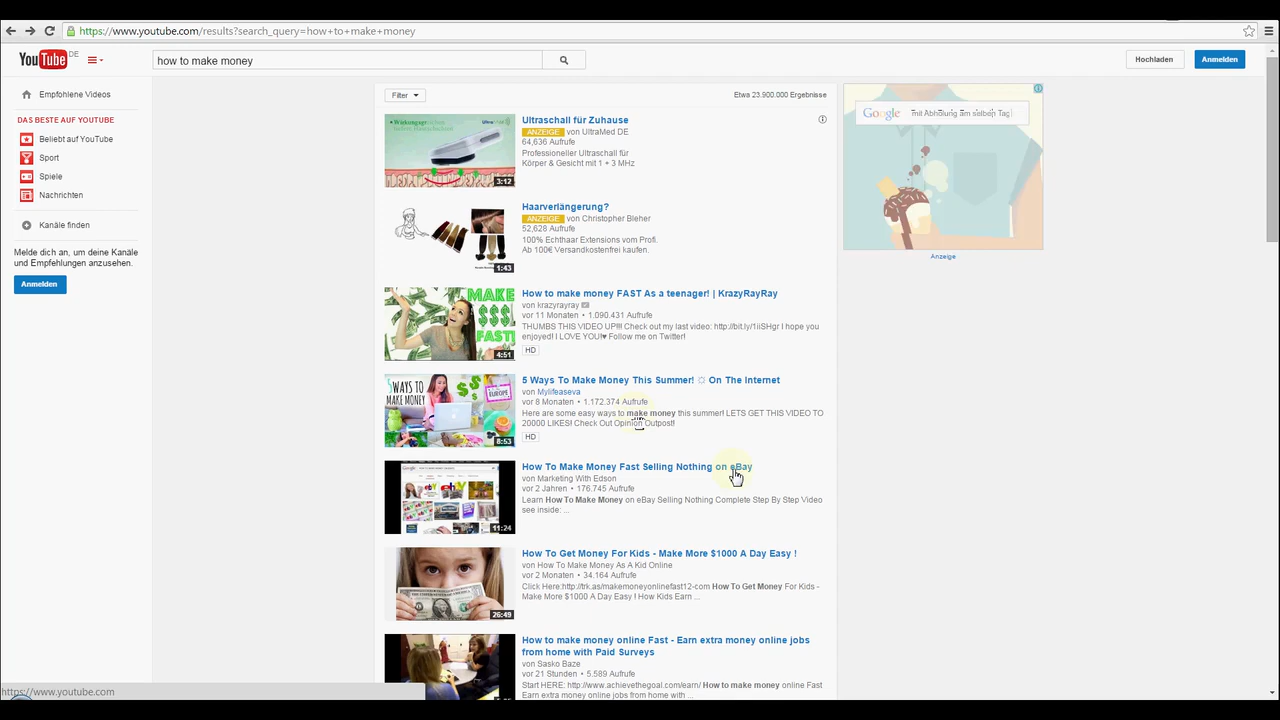 https://www.youtube.com/results?search_query=how+to+make+money
YouTube DE
how to make money
Hochladen
Anmelden
Empfohlene Videos
DAS BESTE AUF YOUTUBE
Beliebt auf YouTube
Sport
Spiele
Nachrichten
Kanäle finden
Melde dich an, um deine Kanäle
und Empfehlungen anzusehen.
Anmelden
Filter
Etwa 23.900.000 Ergebnisse
3:12
Ultraschall für Zuhause
ANZEIGE von UltraMed DE
64,636 Aufrufe
Professioneller Ultraschall für
Körper & Gesicht mit 1 + 3 MHz
1:43
Haarverlängerung?
ANZEIGE von Christopher Bleher
52,628 Aufrufe
100% Echthaar Extensions vom Profi.
Ab 100€ Versandkostenfrei kaufen.
MAKE
$$$
FAST!
4:51
How to make money FAST As a teenager! | KrazyRayRay
von krazyrayray
vor 11 Monaten • 1.090.431 Aufrufe
THUMBS THIS VIDEO UP!!! Check out my last video: http://bit.ly/1iiSHgr I hope you
enjoyed! I LOVE YOU!♥ Follow me on Twitter!
HD
5 WAYS TO
MAKE
MONEY
EUROPE
8:53
5 Ways To Make Money This Summer! ☼ On The Internet
von Mylifeaseva
vor 8 Monaten • 1.172.374 Aufrufe
Here are some easy ways to make money this summer! LETS GET THIS VIDEO TO
20000 LIKES! Check Out Opinion Outpost!
HD
Google
11:24
How To Make Money Fast Selling Nothing on eBay
von Marketing With Edson
vor 2 Jahren • 176.745 Aufrufe
Learn How To Make Money on eBay Selling Nothing Complete Step By Step Video
see inside: ...
26:49
How To Get Money For Kids - Make More $1000 A Day Easy !
von How To Make Money As A Kid Online
vor 2 Monaten • 34.164 Aufrufe
Click Here:http://trk.as/makemoneyonlinefast12-com How To Get Money For Kids -
Make More $1000 A Day Easy ! How Kids Earn ...
How to make money online Fast - Earn extra money online jobs
from home with Paid Surveys
von Sasko Baze
vor 21 Stunden • 5.589 Aufrufe
Start HERE: http://www.achievethegoal.com/earn/ How to make money online Fast
Earn extra money online jobs from home with ...
Google mit Abholung am selben Tag
Anzeige
https://www.youtube.com